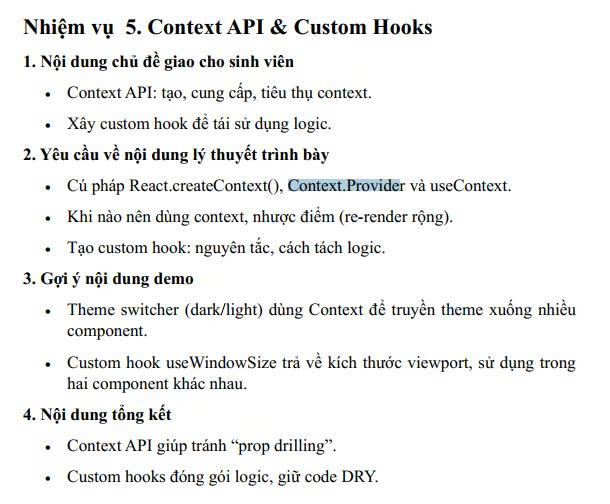 Nhiệm vụ 5. Context API & Custom Hooks
1. Nội dung chủ đề giao cho sinh viên
• Context API: tạo, cung cấp, tiêu thụ context.
• Xây custom hook để tái sử dụng logic.
2. Yêu cầu về nội dung lý thuyết trình bày
• Cú pháp React.createContext(), Context.Provider và useContext.
• Khi nào nên dùng context, nhược điểm (re-render rộng).
• Tạo custom hook: nguyên tắc, cách tách logic.
3. Gợi ý nội dung demo
• Theme switcher (dark/light) dùng Context để truyền theme xuống nhiều
component.
• Custom hook useWindowSize trả về kích thước viewport, sử dụng trong
hai component khác nhau.
4. Nội dung tổng kết
• Context API giúp tránh “prop drilling”.
• Custom hooks đóng gói logic, giữ code DRY.